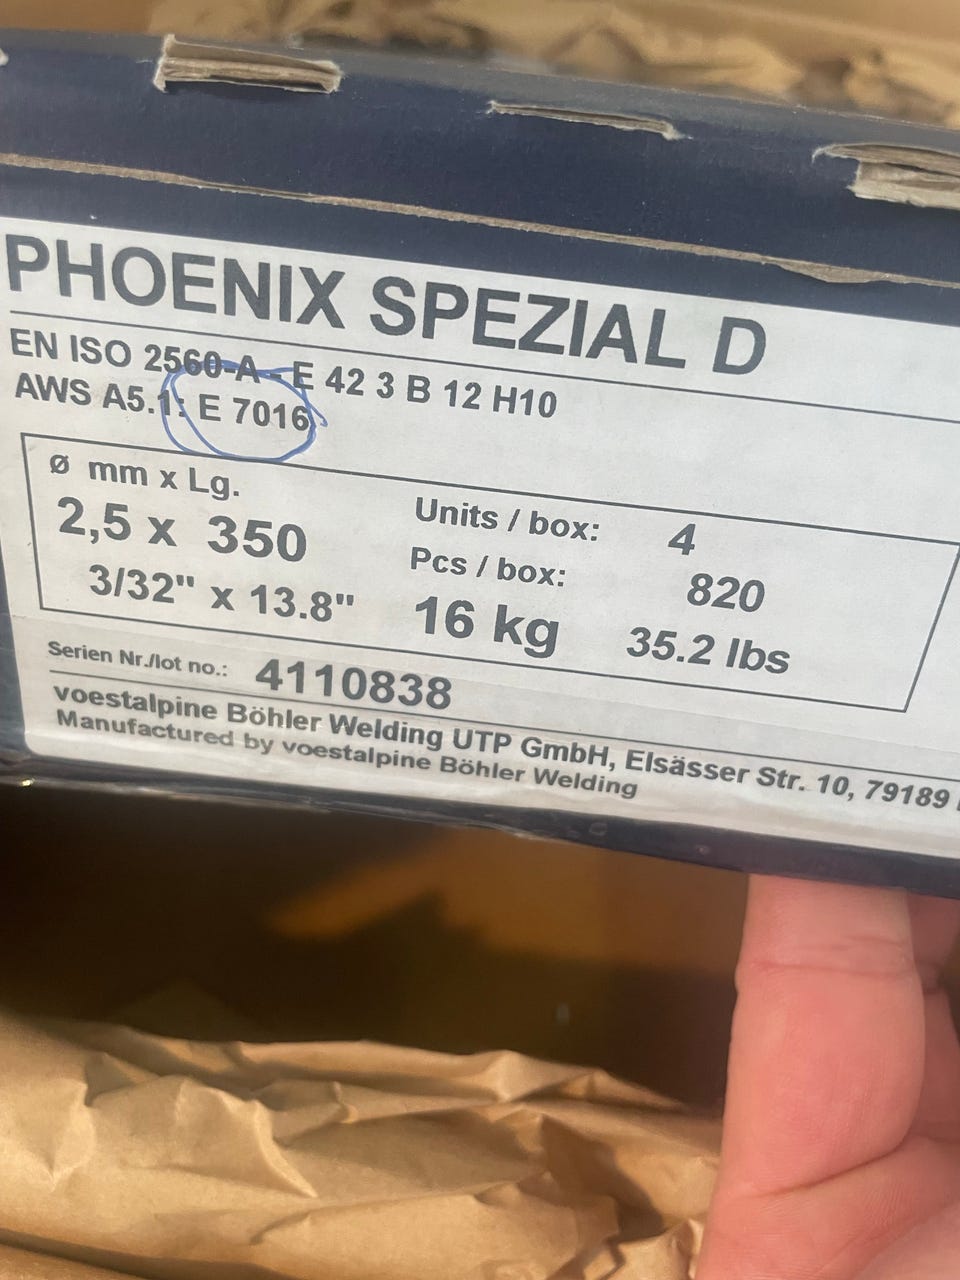 PHOENIX SPEZIAL D
EN ISO 2560-A - E 42 3 B 12 H10
AWS A5.1: E 7016
ø mm x Lg.
2,5 x 350
3/32" x 13.8"
Units / box: 4
Pcs / box: 820
16 kg 35.2 lbs
Serien Nr./lot no.: 4110838
voestalpine Böhler Welding UTP GmbH, Elsässer Str. 10, 79189
Manufactured by voestalpine Böhler Welding